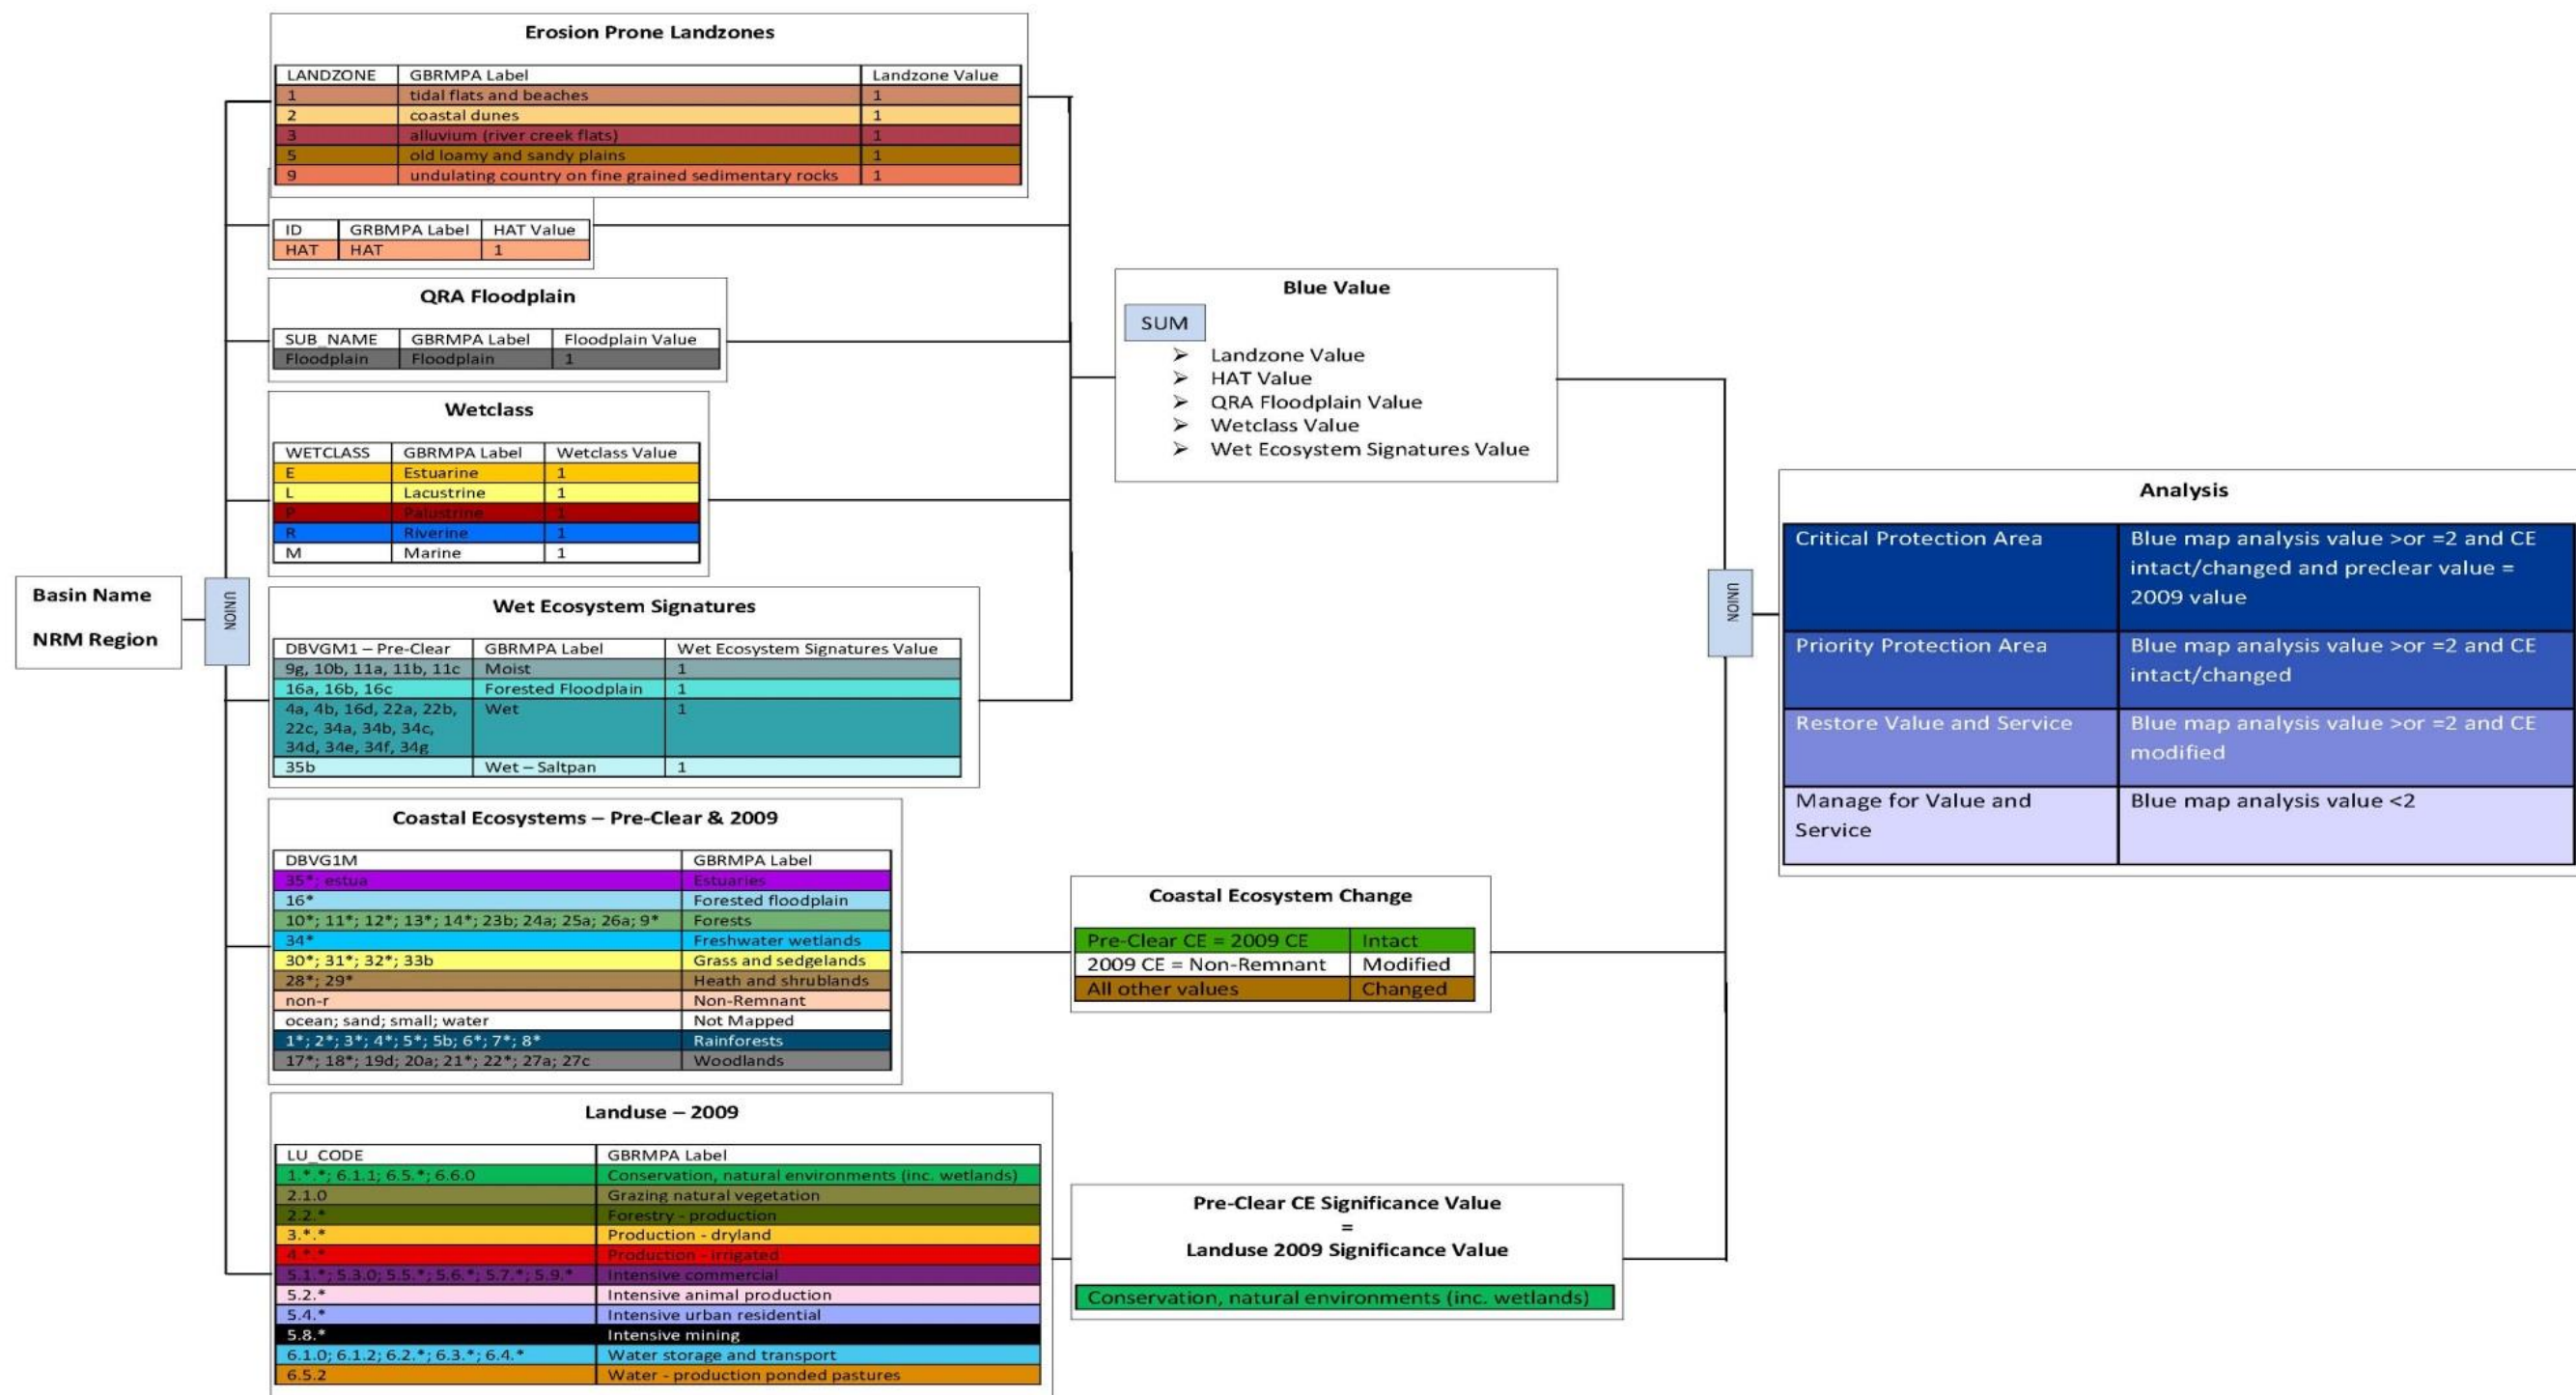 Basin Name
NRM Region
UNION
Erosion Prone Landzones
LANDZONE GBRMPA Label Landzone Value
1 tidal flats and beaches 1
2 coastal dunes 1
3 alluvium (river creek flats) 1
5 old loamy and sandy plains 1
9 undulating country on fine grained sedimentary rocks 1
ID GRBMPA Label HAT Value
HAT HAT 1
QRA Floodplain
SUB_NAME GBRMPA Label Floodplain Value
Floodplain Floodplain 1
Wetclass
WETCLASS GBRMPA Label Wetclass Value
E Estuarine 1
L Lacustrine 1
P Palustrine 1
R Riverine 1
M Marine 1
Wet Ecosystem Signatures
DBVGM1 – Pre-Clear GBRMPA Label Wet Ecosystem Signatures Value
9g, 10b, 11a, 11b, 11c Moist 1
16a, 16b, 16c Forested Floodplain 1
4a, 4b, 16d, 22a, 22b, Wet 1
22c, 34a, 34b, 34c,
34d, 34e, 34f, 34g
35b Wet – Saltpan 1
Coastal Ecosystems – Pre-Clear & 2009
DBVG1M GBRMPA Label
35*; estua Estuaries
16* Forested floodplain
10*; 11*; 12*; 13*; 14*; 23b; 24a; 25a; 26a; 9* Forests
34* Freshwater wetlands
30*; 31*; 32*; 33b Grass and sedgelands
28*; 29* Heath and shrublands
non-r Non-Remnant
ocean; sand; small; water Not Mapped
1*; 2*; 3*; 4*; 5*; 5b; 6*; 7*; 8* Rainforests
17*; 18*; 19d; 20a; 21*; 22*; 27a; 27c Woodlands
Landuse – 2009
LU_CODE GBRMPA Label
1.*.*; 6.1.1; 6.5.*; 6.6.0 Conservation, natural environments (inc. wetlands)
2.1.0 Grazing natural vegetation
2.2.* Forestry - production
3.*.* Production - dryland
4.*.* Production - irrigated
5.1.*; 5.3.0; 5.5.*; 5.6.*; 5.7.*; 5.9.* Intensive commercial
5.2.* Intensive animal production
5.4.* Intensive urban residential
5.8.* Intensive mining
6.1.0; 6.1.2; 6.2.*; 6.3.*; 6.4.* Water storage and transport
6.5.2 Water - production ponded pastures
Blue Value
SUM
➢ Landzone Value
➢ HAT Value
➢ QRA Floodplain Value
➢ Wetclass Value
➢ Wet Ecosystem Signatures Value
Coastal Ecosystem Change
Pre-Clear CE = 2009 CE Intact
2009 CE = Non-Remnant Modified
All other values Changed
Pre-Clear CE Significance Value
=
Landuse 2009 Significance Value
Conservation, natural environments (inc. wetlands)
UNION
Analysis
Critical Protection Area Blue map analysis value >or =2 and CE
intact/changed and preclear value =
2009 value
Priority Protection Area Blue map analysis value >or =2 and CE
intact/changed
Restore Value and Service Blue map analysis value >or =2 and CE
modified
Manage for Value and Blue map analysis value <2
Service